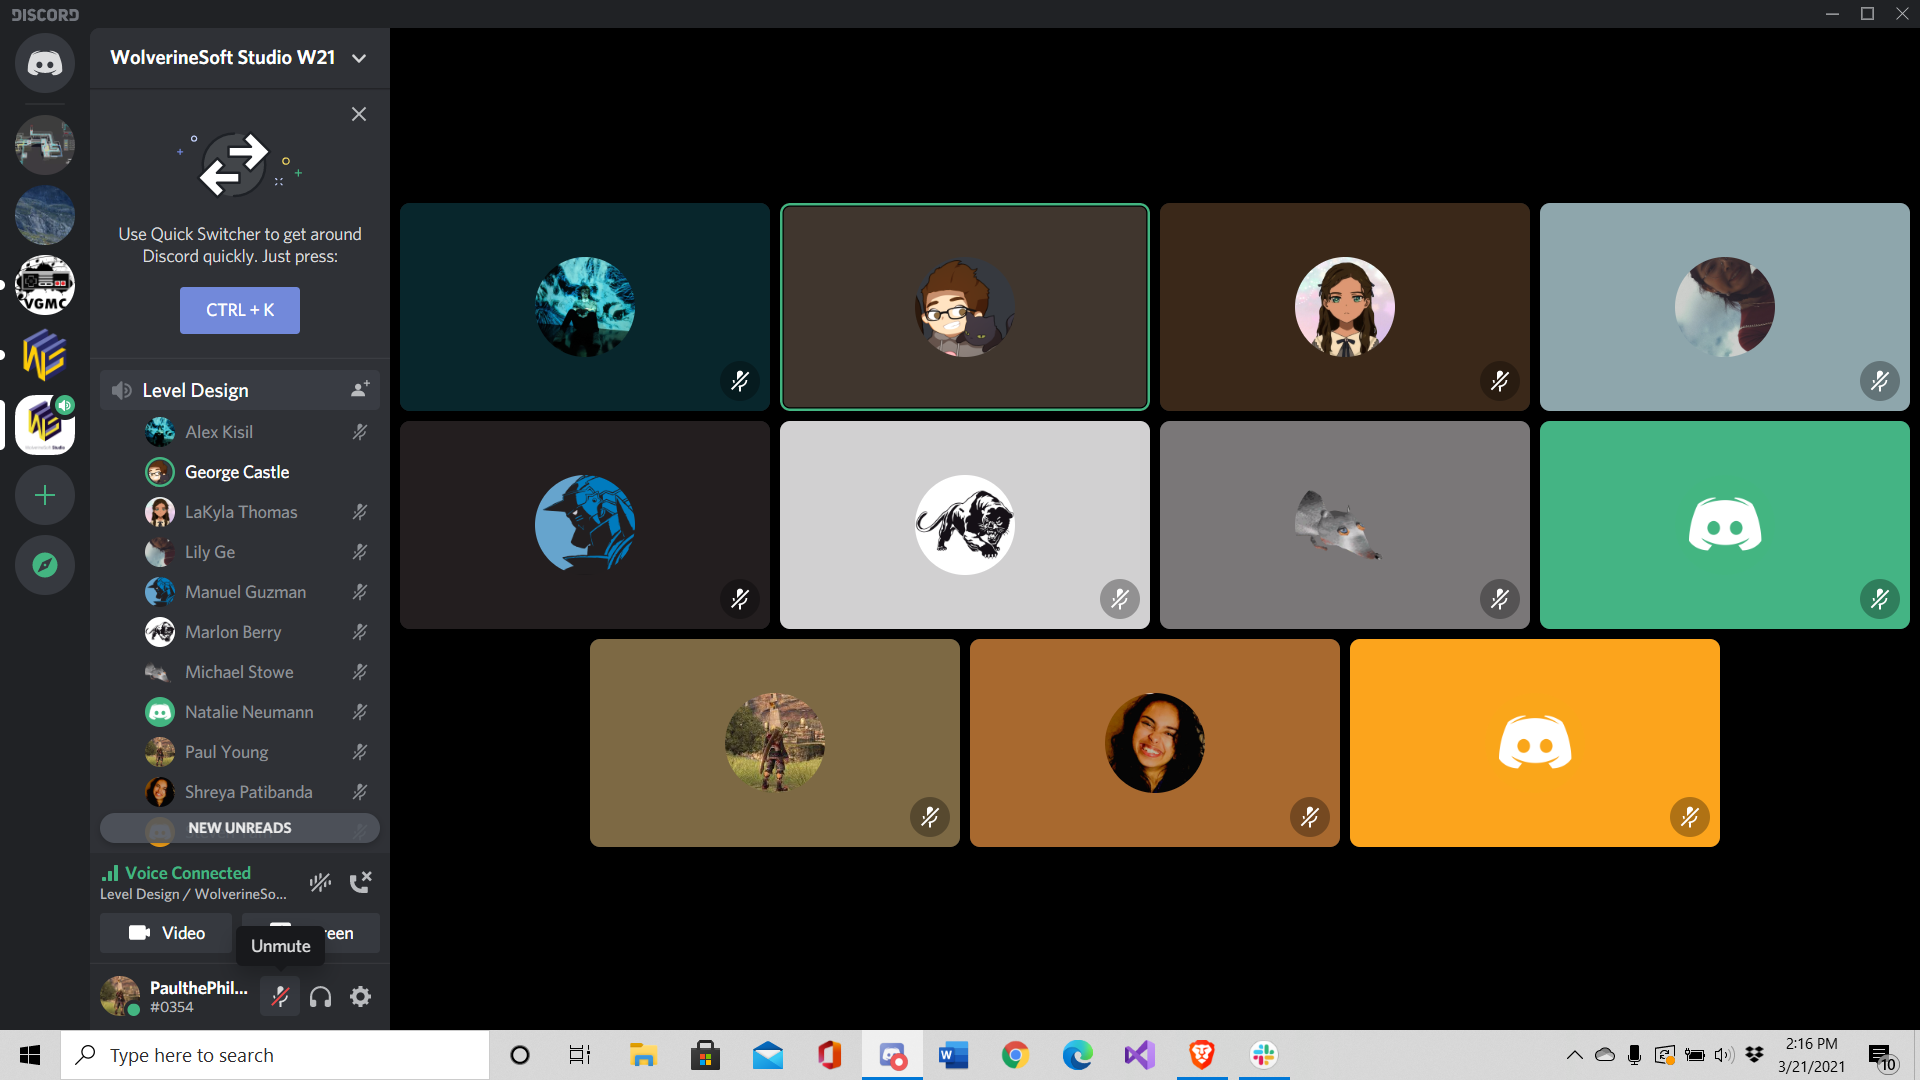 DISCORD
WolverineSoft Studio W21
Use Quick Switcher to get around
Discord quickly. Just press:
CTRL + K
VGMC
Level Design
Alex Kisil
George Castle
LaKyla Thomas
Lily Ge
Manuel Guzman
Marlon Berry
Michael Stowe
Natalie Neumann
Paul Young
Shreya Patibanda
NEW UNREADS
Voice Connected
Level Design / WolverineSo...
Video
een
Unmute
PaulthePhil...
#0354
Type here to search
2:16 PM
3/21/2021
10